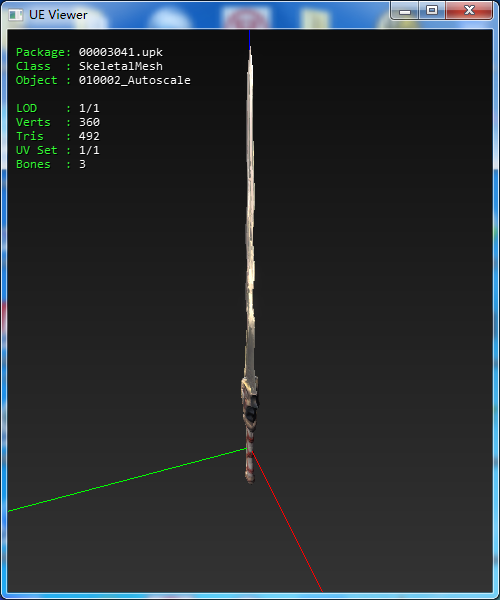 UE Viewer
Package: 00003041.upk
Class : SkeletalMesh
Object : 010002_Autoscale
LOD : 1/1
Verts : 360
Tris : 492
UV Set : 1/1
Bones : 3